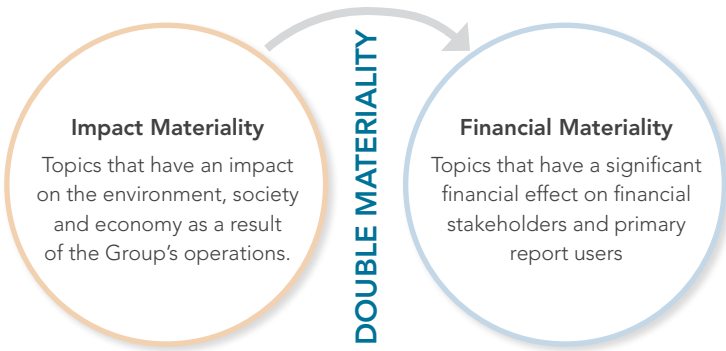 Impact Materiality
Topics that have an impact
on the environment, society
and economy as a result
of the Group’s operations.
DOUBLE MATERIALITY
Financial Materiality
Topics that have a significant
financial effect on financial
stakeholders and primary
report users